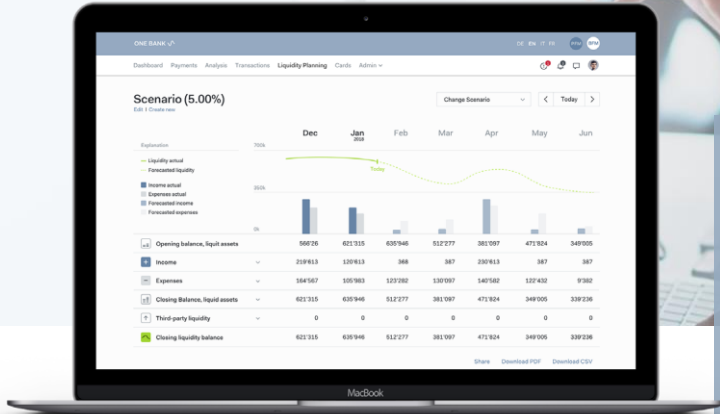 ONE BANK
DE EN IT FR BFM
Dashboard Payments Analysis Transactions Liquidity Planning Cards Admin
Scenario (5.00%)
Edit | Create new
Change Scenario
Today
Dec Jan Feb Mar Apr May Jun
2018
Explanation
700k
Liquidity actual
Forecasted liquidity
Today
Income actual
350k
Expenses actual
Forecasted income
Forecasted expenses
0k
Opening balance, liquit assets 566'26 621'315 635'946 512'277 381'097 471'824 349'005
Income 219'613 120'613 388 387 230'613 387 387
Expenses 164'567 105'983 123'282 130'097 140'582 122'432 9'382
Closing Balance, liquid assets 621'315 635'946 512'277 381'097 471'824 349'005 339'236
Third-party liquidity 0 0 0 0 0 0 0
Closing liquidity balance 621'315 635'946 512'277 381'097 471'824 349'005 339'236
Share Download PDF Download CSV
MacBook